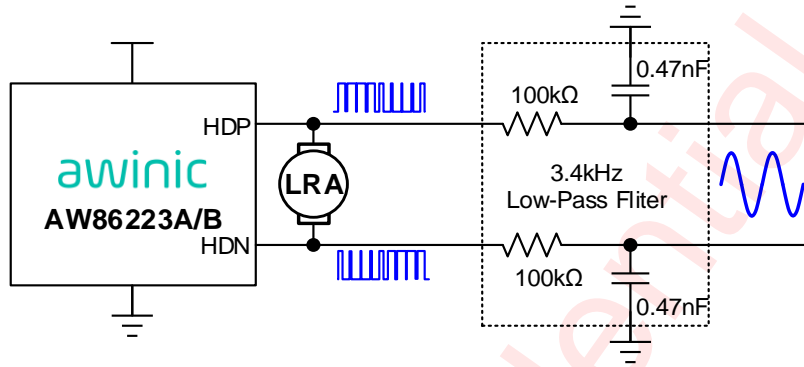 0.47nF
100kΩ
HDP
awinic
AW86223A/B
LRA
3.4kHz
Low-Pass Fliter
HDN
100kΩ
0.47nF